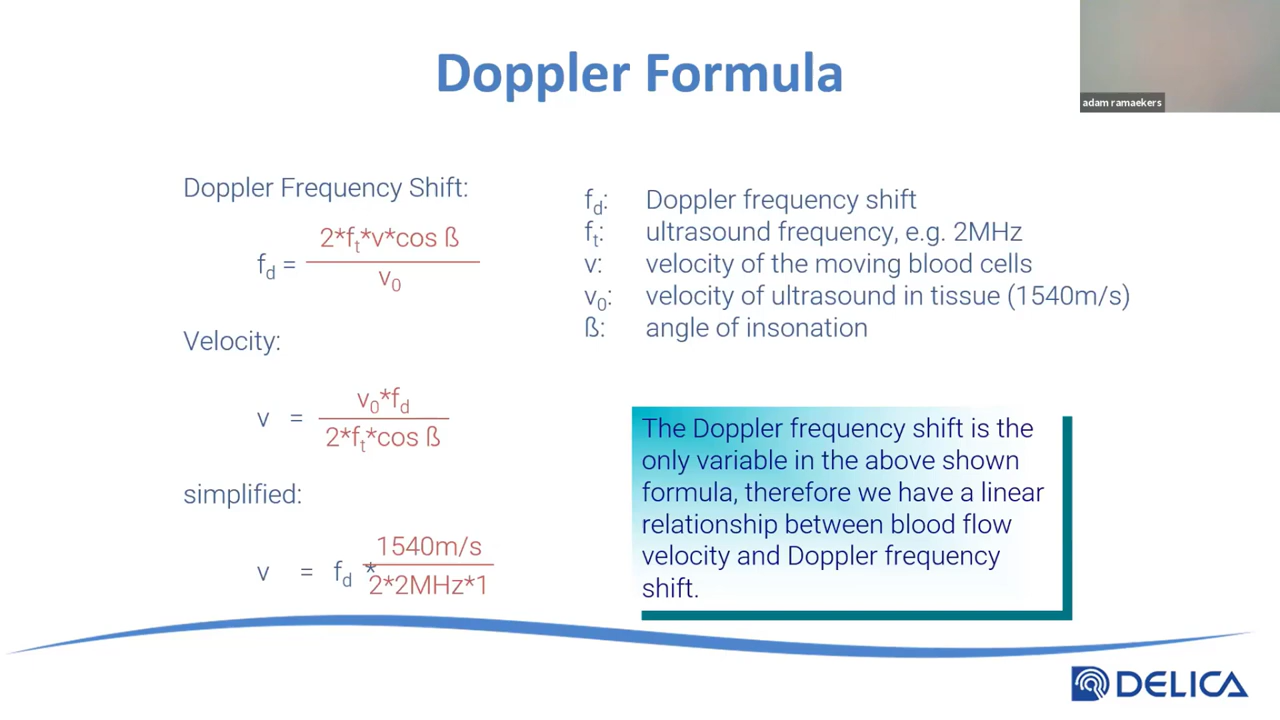 Doppler Formula
adam ramaekers
Doppler Frequency Shift:
f_d = 2*f_t*v*cos ß / v_0
Velocity:
v = v_0*f_d / 2*f_t*cos ß
simplified:
v = f_d * 1540m/s / 2*2MHz*1
f_d: Doppler frequency shift
f_t: ultrasound frequency, e.g. 2MHz
v: velocity of the moving blood cells
v_0: velocity of ultrasound in tissue (1540m/s)
ß: angle of insonation
The Doppler frequency shift is the
only variable in the above shown
formula, therefore we have a linear
relationship between blood flow
velocity and Doppler frequency
shift.
DELICA